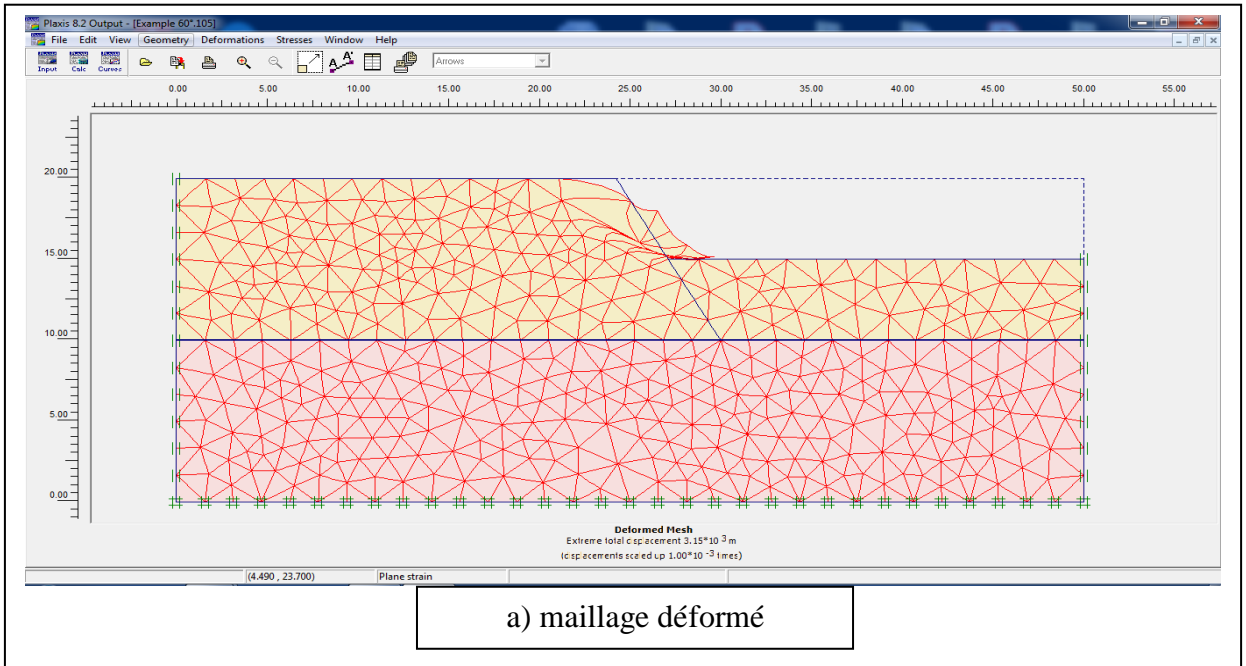 Plaxis 8.2 Output - [Example 60°.105]
File Edit View Geometry Deformations Stresses Window Help
Input Calc Curves Arrows
0.00 5.00 10.00 15.00 20.00 25.00 30.00 35.00 40.00 45.00 50.00 55.00
20.00
15.00
10.00
5.00
0.00
Deformed Mesh
Extreme total displacement 3.15*10 3 m
(displacements scaled up 1.00*10 -3 times)
(4.490 , 23.700) Plane strain
a) maillage déformé